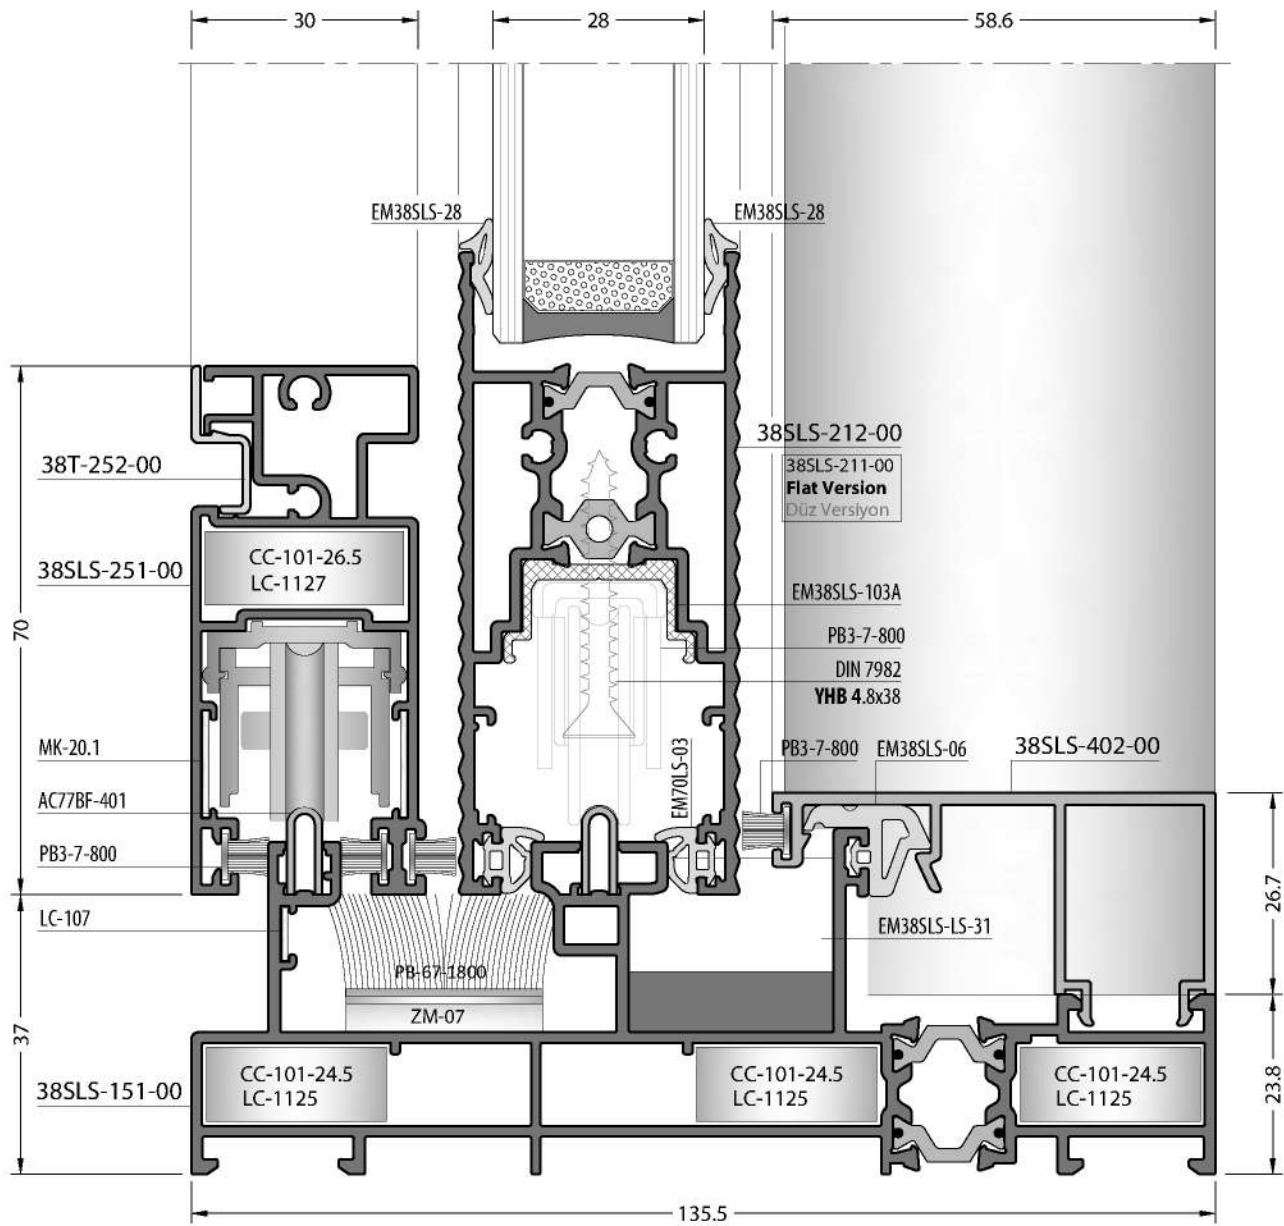 30
28
58.6
EM38SLS-28
EM38SLS-28
38SLS-212-00
38SLS-211-00
Flat Version
Düz Versiyon
38T-252-00
CC-101-26.5
LC-1127
38SLS-251-00
EM38SLS-103A
70
PB3-7-800
DIN 7982
YHB 4.8x38
MK-20.1
EM70LS-03
PB3-7-800
EM38SLS-06
38SLS-402-00
AC77BF-401
PB3-7-800
26.7
LC-107
EM38SLS-LS-31
PB-67-1800
ZM-07
37
38SLS-151-00
CC-101-24.5
LC-1125
CC-101-24.5
LC-1125
CC-101-24.5
LC-1125
23.8
135.5